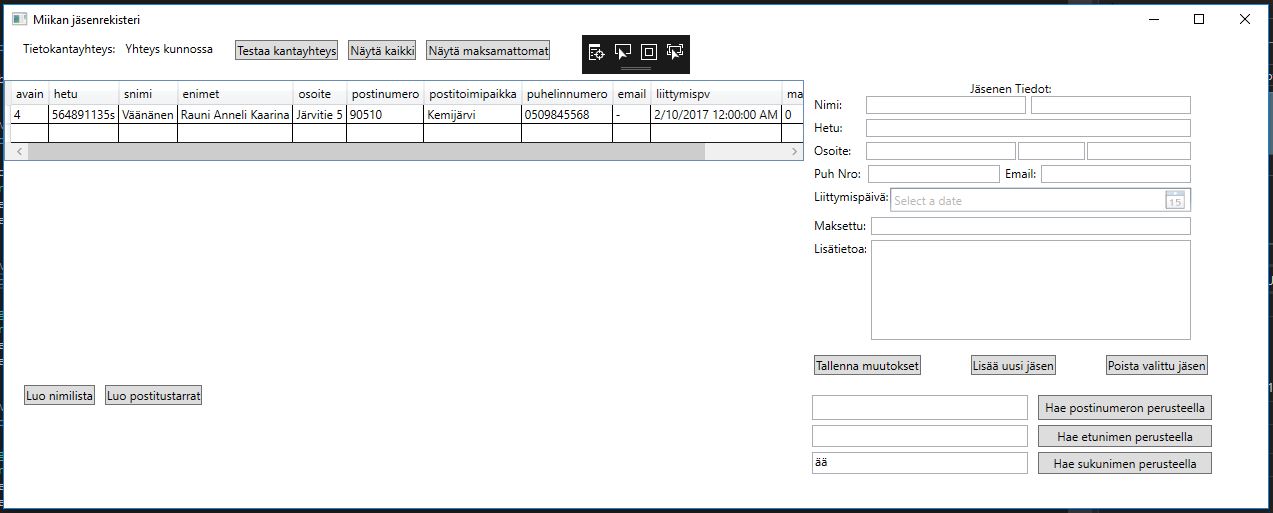 Miikan jäsenrekisteri
Tietokantayhteys: Yhteys kunnossa Testaa kantayhteys Näytä kaikki Näytä maksamattomat
avain hetu snimi enimet osoite postinumero postitoimipaikka puhelinnumero email liittymispv ma
4 564891135s Väänänen Rauni Anneli Kaarina Järvitie 5 90510 Kemijärvi 0509845568 - 2/10/2017 12:00:00 AM 0
Luo nimilista Luo postitustarrat
Jäsenen Tiedot:
Nimi:
Hetu:
Osoite:
Puh Nro: Email:
Liittymispäivä: Select a date 15
Maksettu:
Lisätietoa:
Tallenna muutokset Lisää uusi jäsen Poista valittu jäsen
Hae postinumeron perusteella
Hae etunimen perusteella
ää Hae sukunimen perusteella